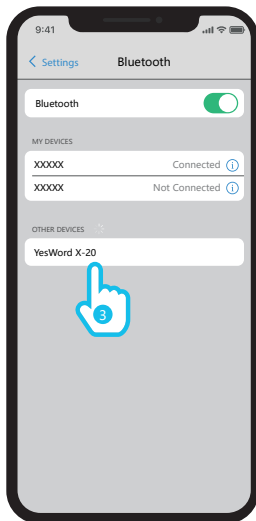 9:41
Settings Bluetooth
Bluetooth
MY DEVICES
XXXXX Connected
XXXXX Not Connected
OTHER DEVICES
YesWord X-20
3